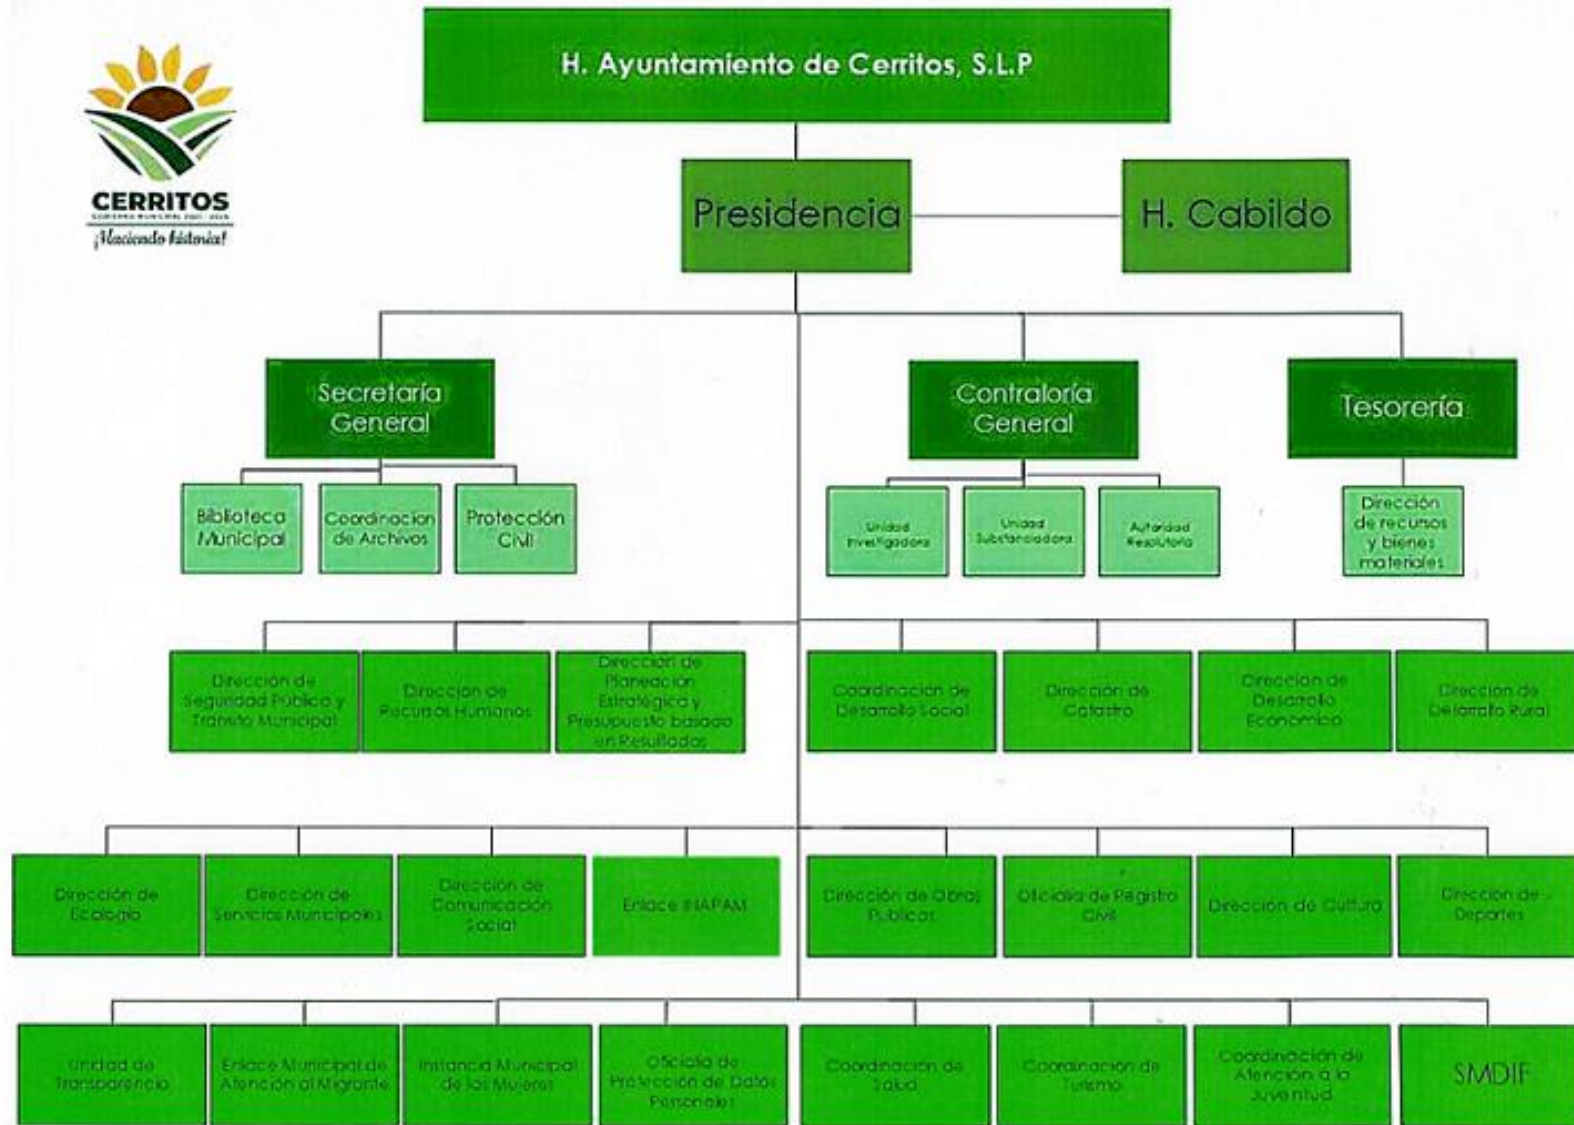 H. Ayuntamiento de Cerritos, S.L.P
CERRITOS
¡Haciendo historia!
Presidencia
H. Cabildo
Secretaría
General
Contraloría
General
Tesorería
Biblioteca
Municipal
Coordinacion
de Archivos
Protección
Civil
Unidad
Investigadora
Unidad
Substanciadora
Autoridad
Resolutoria
Dirección
de recursos
y bienes
materiales
Dirección de
Seguridad Pública y
Tránsito Municipal
Dirección de
Recursos Humanos
Dirección de
Planeación
Estratégica y
Presupuesto basado
en Resultados
Coordinación de
Desarrollo Social
Dirección de
Catastro
Dirección de
Desarrollo
Económico
Dirección de
Rural
Dirección de
Ecología
Dirección de
Servicios Municipales
Dirección de
Comunicación
Social
Enlace INAPAM
Dirección de Obras
Públicas
Oficialía de Registro
Civil
Dirección de Cultura
Dirección de
Deportes
Unidad de
Transparencia
Enlace Municipal de
Atención al Migrante
Instancia Municipal
de las Mujeres
Oficialía de
Protección de Datos
Personales
Coordinación de
Salud
Coordinación de
Turismo
Coordinación de
Atención a la
Juventud
SMDIF